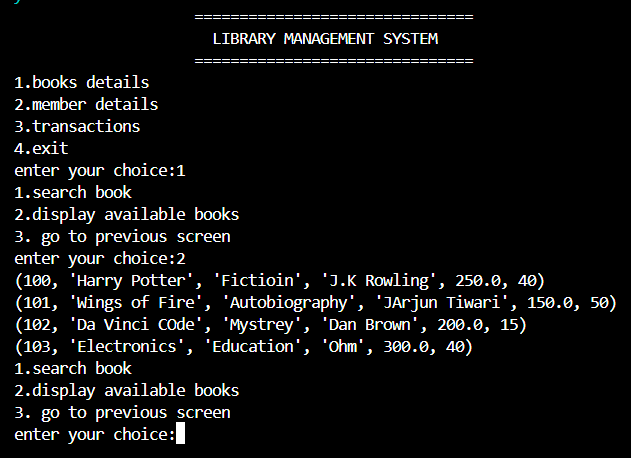 ===============================
LIBRARY MANAGEMENT SYSTEM
===============================
1.books details
2.member details
3.transactions
4.exit
enter your choice:1
1.search book
2.display available books
3. go to previous screen
enter your choice:2
(100, 'Harry Potter', 'Fictioin', 'J.K Rowling', 250.0, 40)
(101, 'Wings of Fire', 'Autobiography', 'JArjun Tiwari', 150.0, 50)
(102, 'Da Vinci COde', 'Mystrey', 'Dan Brown', 200.0, 15)
(103, 'Electronics', 'Education', 'Ohm', 300.0, 40)
1.search book
2.display available books
3. go to previous screen
enter your choice: